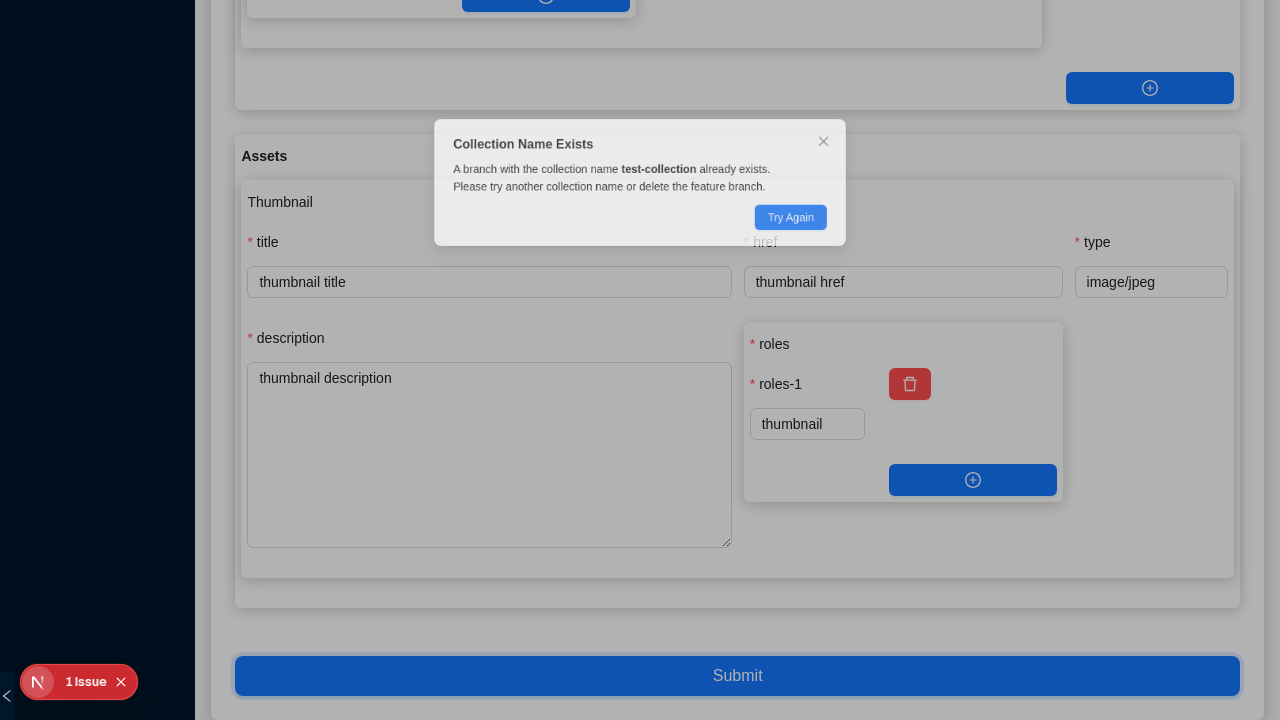 Collection Name Exists
A branch with the collection name test-collection already exists.
Please try another collection name or delete the feature branch.
Try Again
Assets
Thumbnail
* title
* href
* type
thumbnail title
thumbnail href
image/jpeg
* description
* roles
thumbnail description
* roles-1
thumbnail
Submit
1 Issue